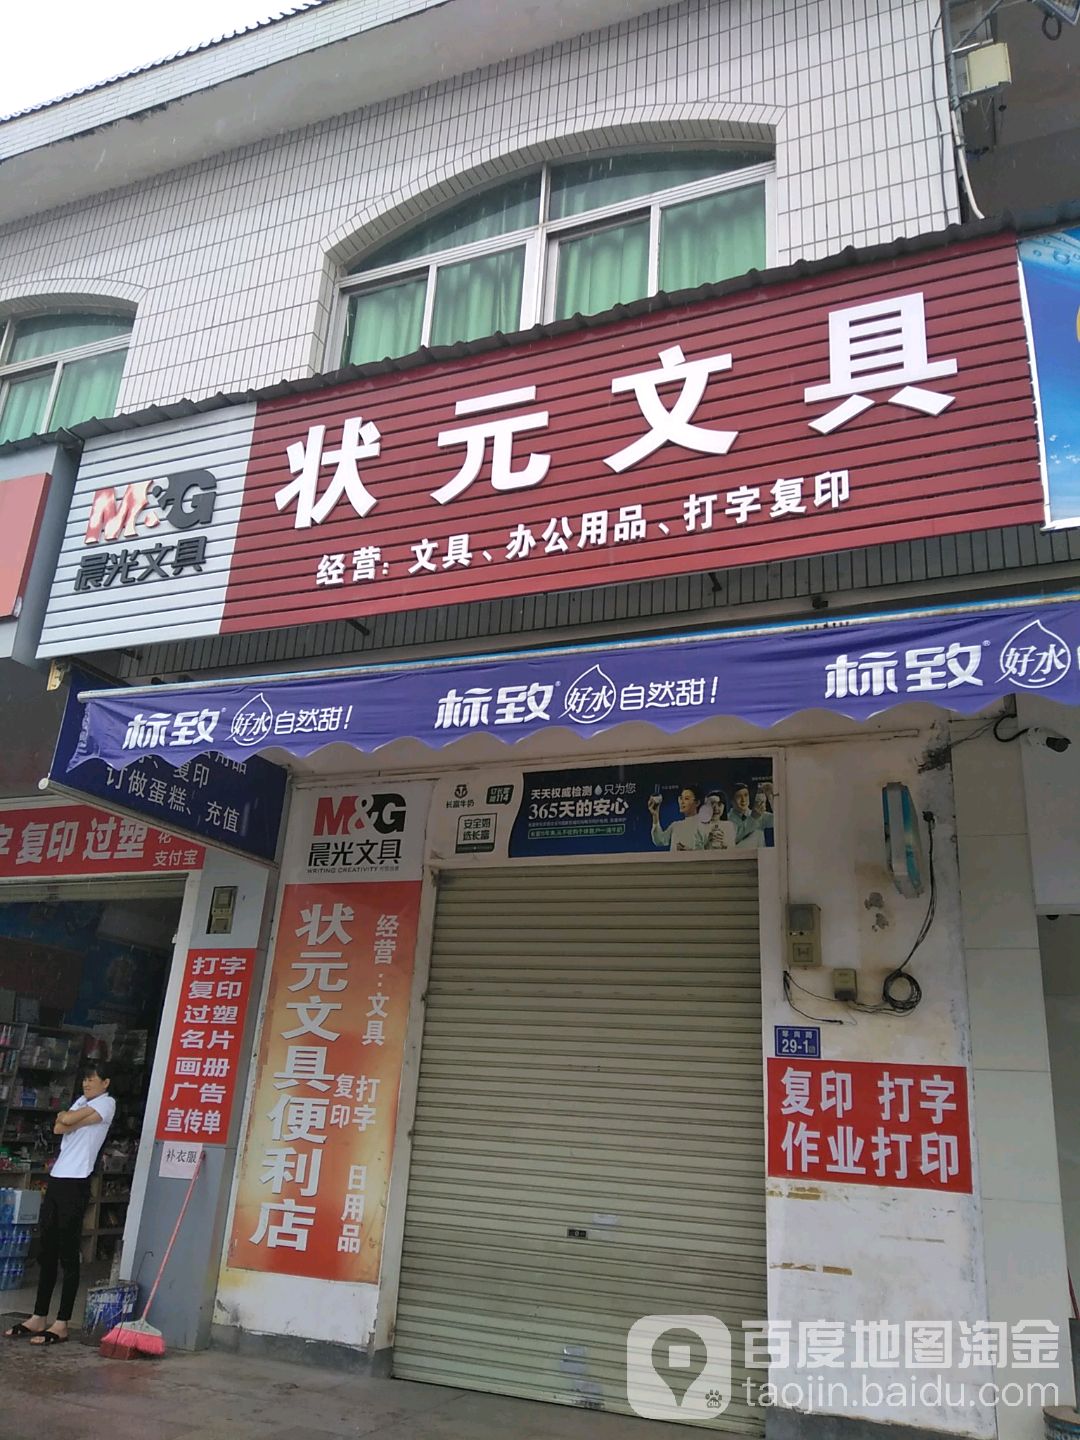 M&G
晨光文具
状元文具
经营：文具、办公用品、打字复印
标致® 好水 自然甜！
标致® 好水 自然甜！
标致® 好水
复印
订做蛋糕、充值
字 复印 过塑
支付宝
M&G
晨光文具
WRITING CREATIVITY
长富牛奶
安全奶
选长富
天天权威检测 只为您
365天的安心
状元文具便利店
经营：文具
打字
复印
日用品
打字
复印
过塑
名片
画册
广告
宣传单
补衣服
29-1
复印 打字
作业打印
百度地图淘金
taojin.baidu.com